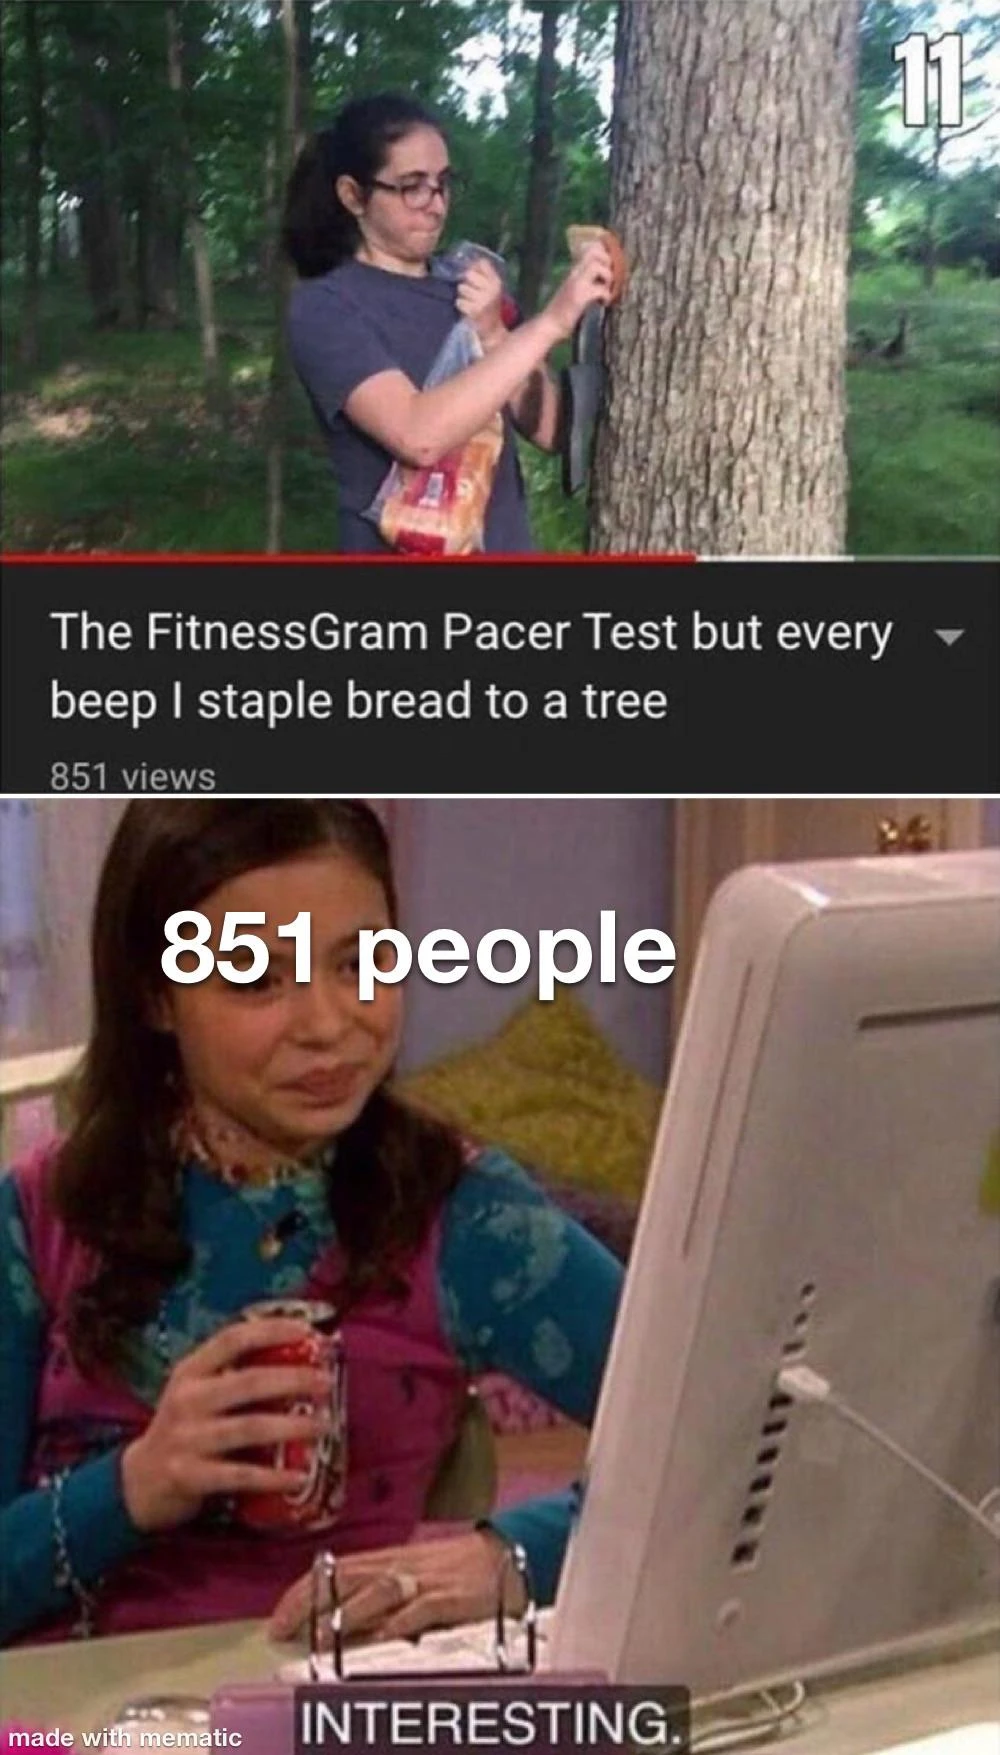 11
The FitnessGram Pacer Test but every
beep I staple bread to a tree
851 views
851 people
INTERESTING.
made with mematic